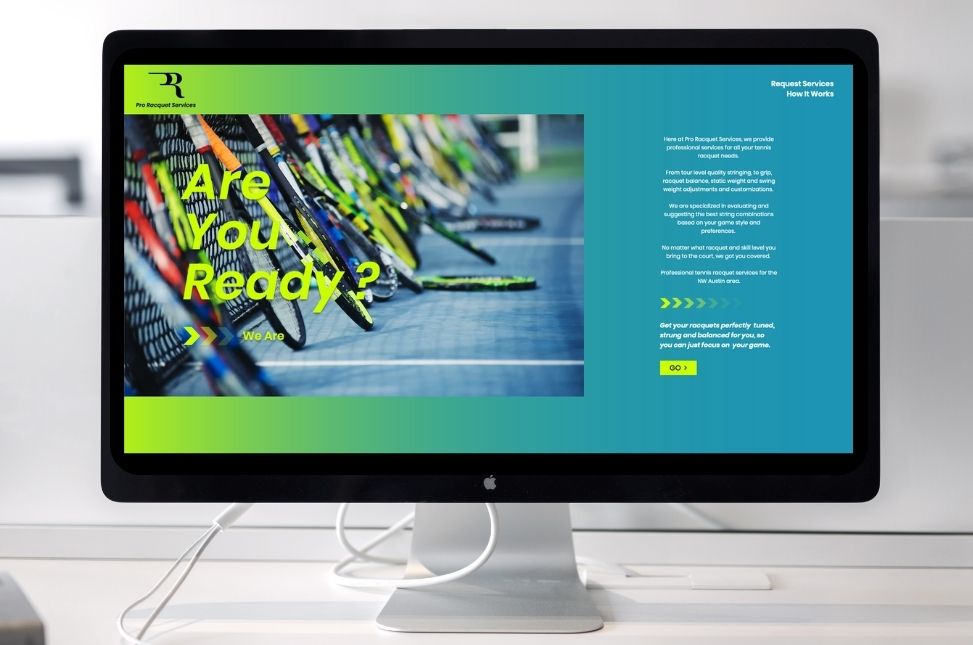 Pro Racquet Services
Request Services
How It Works
Are
You
Ready ?
We Are
Here at Pro Racquet Services, we provide
professional services for all your tennis
racquet needs.
From tour level quality stringing, to grip,
racquet balance, static weight and swing
weight adjustments and customizations.
We are specialized in evaluating and
suggesting the best string combinations
based on your game style and
preferences.
No matter what racquet and skill level you
bring to the court, we got you covered.
Professional tennis racquet services for the
NW Austin area.
Get your racquets perfectly tuned,
strung and balanced for you, so
you can just focus on your game.
GO >